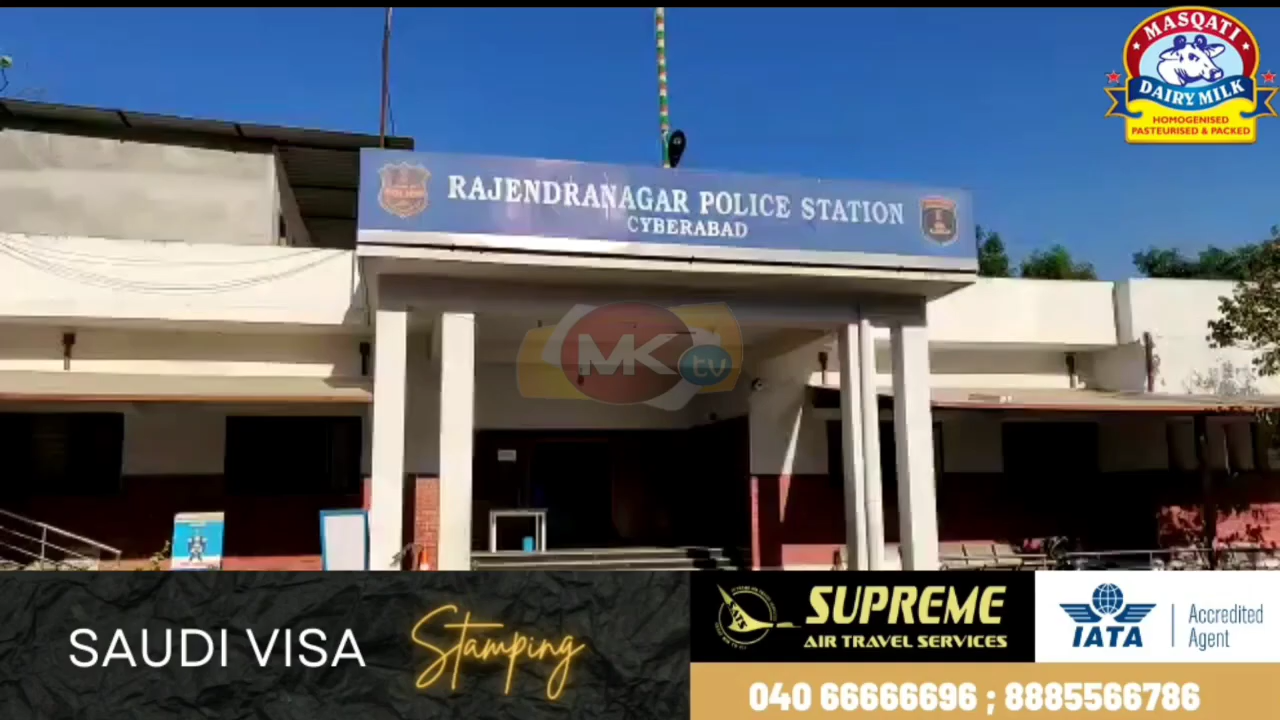 MASQATI
DAIRY MILK
HOMOGENISED
PASTEURISED & PACKED
RAJENDRANAGAR POLICE STATION
CYBERABAD
MK tv
SAUDI VISA Stamping
SUPREME
AIR TRAVEL SERVICES
IATA
Accredited
Agent
040 66666696 ; 8885566786